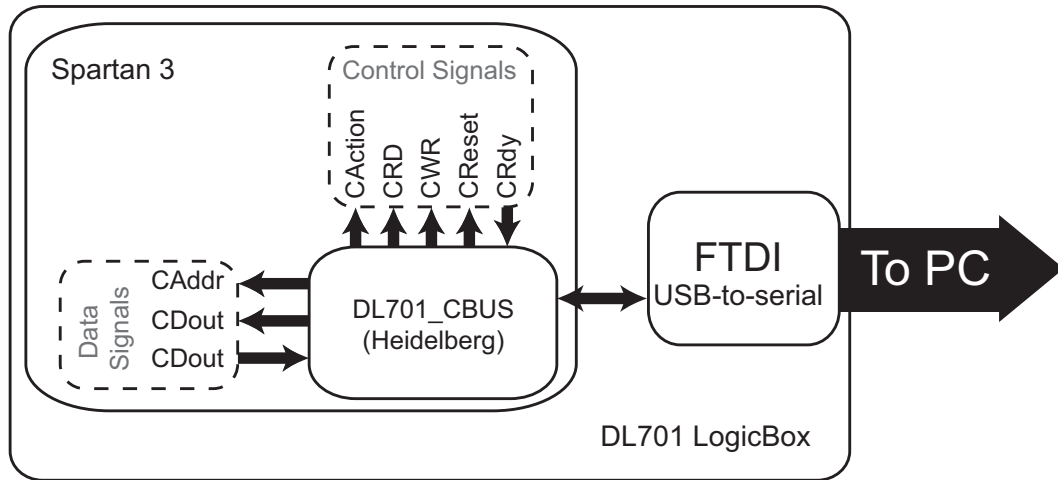 Spartan 3
Control Signals
CAction
CRD
CWR
CReset
CRdy
Data
Signals
CAddr
CDout
CDout
DL701_CBUS
(Heidelberg)
FTDI
USB-to-serial
To PC
DL701 LogicBox